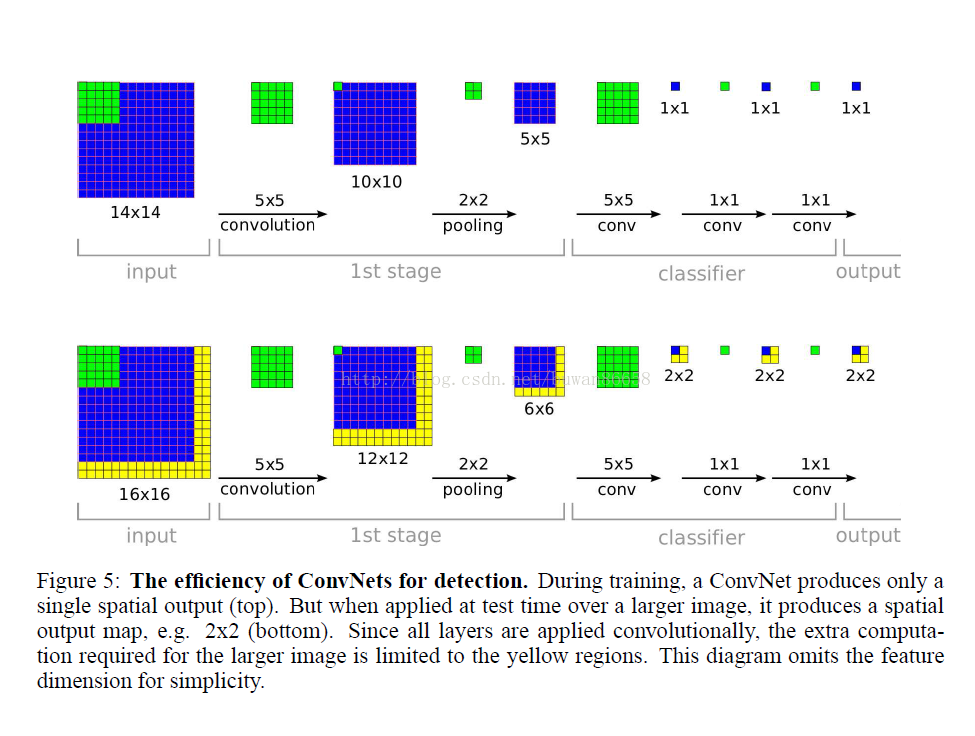 1x1 1x1 1x1
5x5
10x10
14x14
5x5 2x2 5x5 1x1 1x1
convolution pooling conv conv conv
input 1st stage classifier output
2x2 2x2 2x2
6x6
12x12
16x16
5x5 2x2 5x5 1x1 1x1
convolution pooling conv conv conv
input 1st stage classifier output
Figure 5: The efficiency of ConvNets for detection. During training, a ConvNet produces only a
single spatial output (top). But when applied at test time over a larger image, it produces a spatial
output map, e.g. 2x2 (bottom). Since all layers are applied convolutionally, the extra computa-
tion required for the larger image is limited to the yellow regions. This diagram omits the feature
dimension for simplicity.